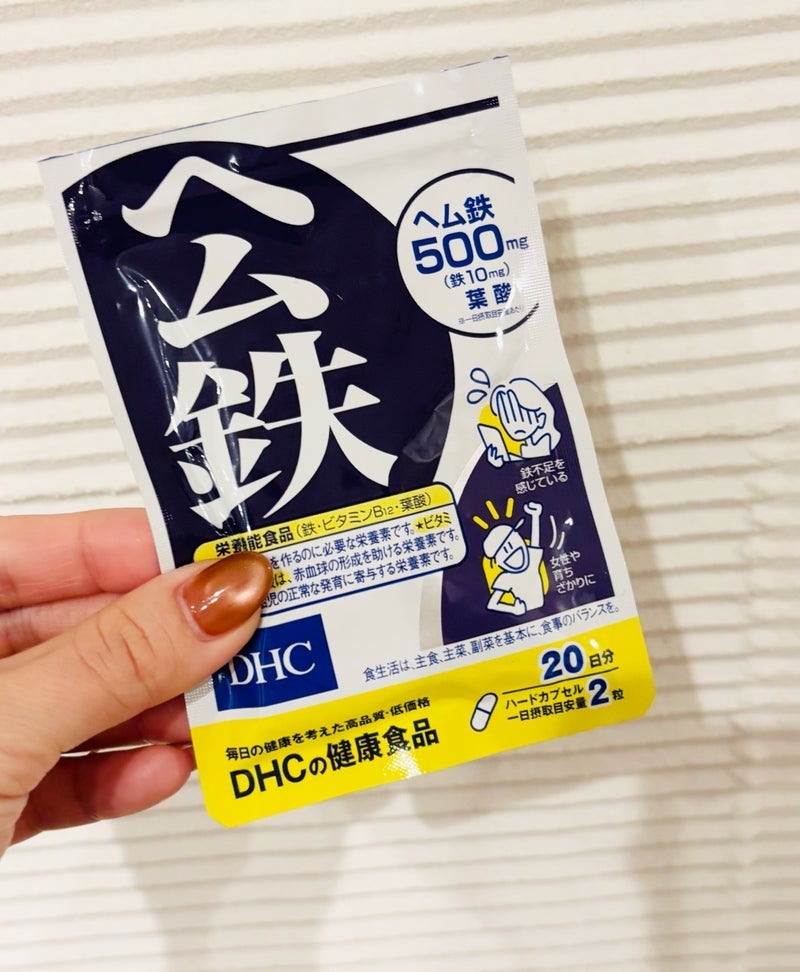 ヘム鉄
ヘム鉄
500mg
(鉄10mg)
葉酸
鉄不足を
感じている
女性や
育ち
ざかりに
栄養機能食品(鉄・ビタミンB12・葉酸)
を作るのに必要な栄養素です。★ビタミ
は、赤血球の形成を助ける栄養素です。
児の正常な発育に寄与する栄養素です。
DHC
食生活は、主食、主菜、副菜を基本に、食事のバランスを。
20日分
ハードカプセル
一日摂取目安量2粒
毎日の健康を考えた高品質・低価格
DHCの健康食品